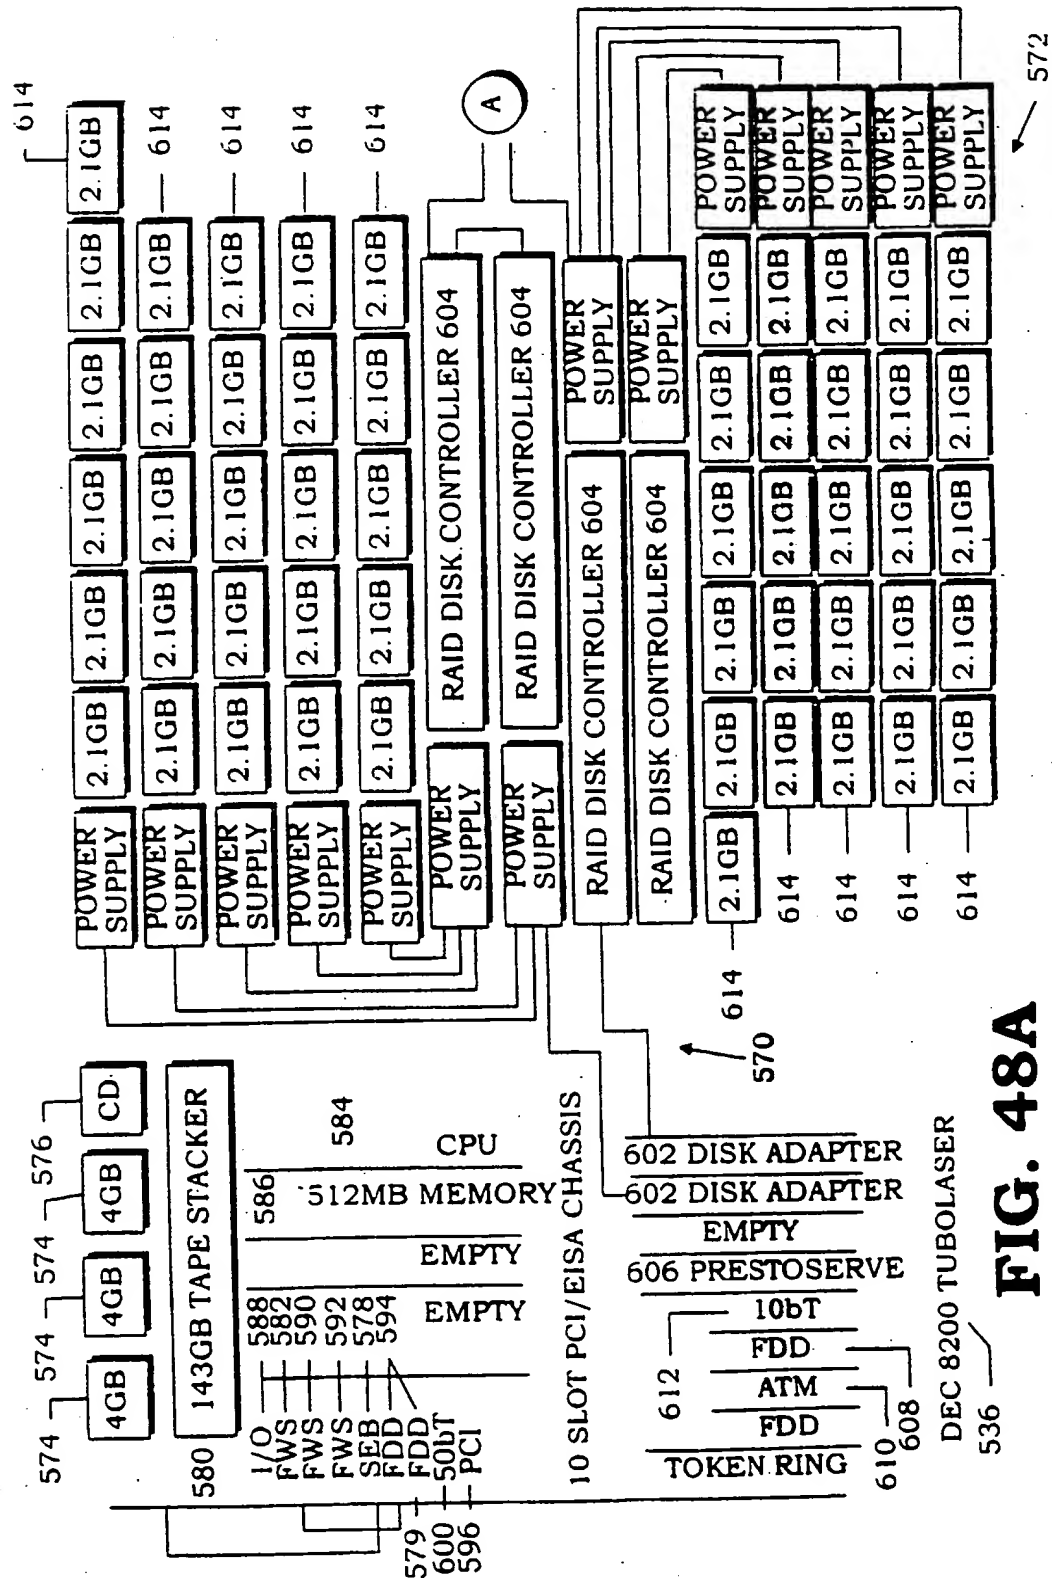 574 574 574 576
4GB 4GB 4GB CD
580 143GB TAPE STACKER
I/O 588
FWS 582
FWS 590
FWS 592
SEB 578
FDD 594
FDD
579
600 50bT
596 PCI
EMPTY
EMPTY
586
512MB MEMORY
584
CPU
10 SLOT PCI/EISA CHASSIS
TOKEN RING
FDD
ATM
FDD
10bT
606 PRESTOSERVE
EMPTY
602 DISK ADAPTER
602 DISK ADAPTER
612
610
608
DEC 8200 TUBOLASER
536
570
614
POWER SUPPLY 2.1GB 2.1GB 2.1GB 2.1GB 2.1GB 2.1GB
POWER SUPPLY 2.1GB 2.1GB 2.1GB 2.1GB 2.1GB 614
POWER SUPPLY 2.1GB 2.1GB 2.1GB 2.1GB 2.1GB 614
POWER SUPPLY 2.1GB 2.1GB 2.1GB 2.1GB 2.1GB 614
POWER SUPPLY 2.1GB 2.1GB 2.1GB 2.1GB 2.1GB 614
POWER SUPPLY RAID DISK CONTROLLER 604
A
POWER SUPPLY RAID DISK CONTROLLER 604
RAID DISK CONTROLLER 604 POWER SUPPLY
RAID DISK CONTROLLER 604 POWER SUPPLY
614 2.1GB 2.1GB 2.1GB 2.1GB 2.1GB 2.1GB POWER SUPPLY
614 2.1GB 2.1GB 2.1GB 2.1GB 2.1GB POWER SUPPLY
614 2.1GB 2.1GB 2.1GB 2.1GB 2.1GB POWER SUPPLY
614 2.1GB 2.1GB 2.1GB 2.1GB 2.1GB POWER SUPPLY
614 2.1GB 2.1GB 2.1GB 2.1GB 2.1GB POWER SUPPLY
572
FIG. 48A